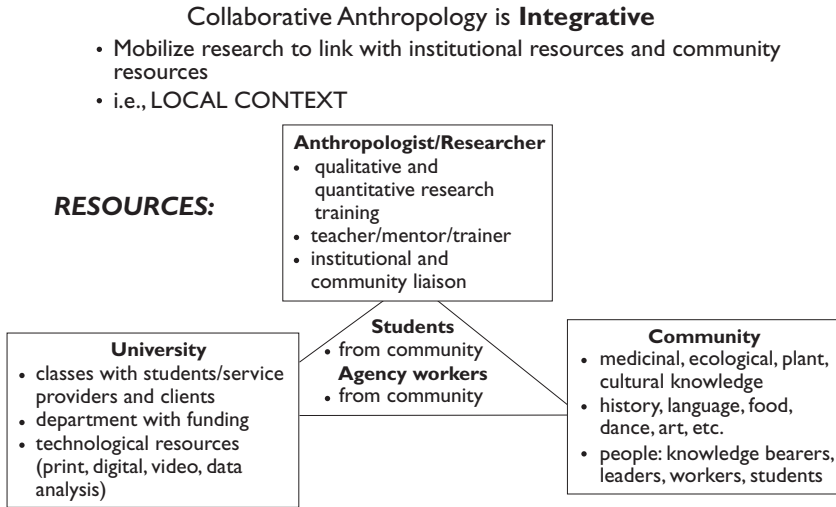 Collaborative Anthropology is Integrative
• Mobilize research to link with institutional resources and community
resources
• i.e., LOCAL CONTEXT
RESOURCES:
Anthropologist/Researcher
• qualitative and
quantitative research
training
• teacher/mentor/trainer
• institutional and
community liaison
Students
• from community
Agency workers
• from community
University
• classes with students/service
providers and clients
• department with funding
• technological resources
(print, digital, video, data
analysis)
Community
• medicinal, ecological, plant,
cultural knowledge
• history, language, food,
dance, art, etc.
• people: knowledge bearers,
leaders, workers, students